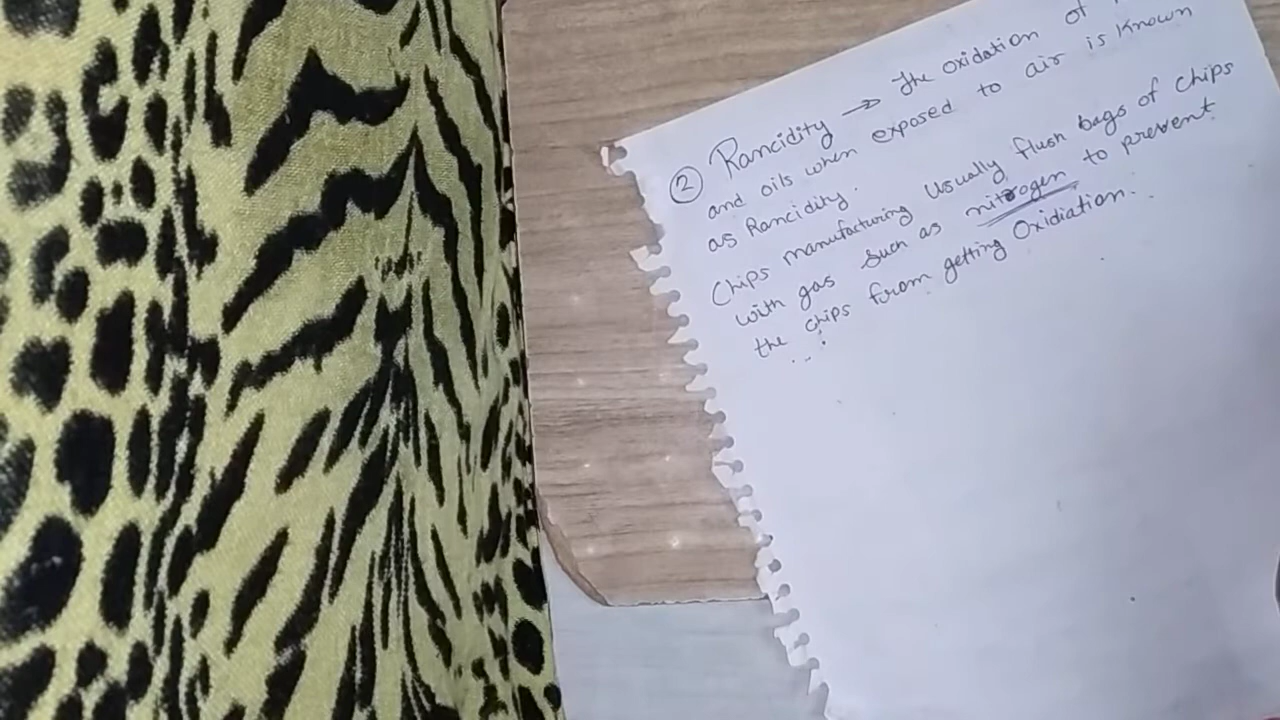 ② Rancidity → The oxidation of
and oils when exposed to air is known
as Rancidity.
Chips manufacturing usually flush bags of chips
with gas such as nitrogen to prevent
the chips from getting Oxidiation.